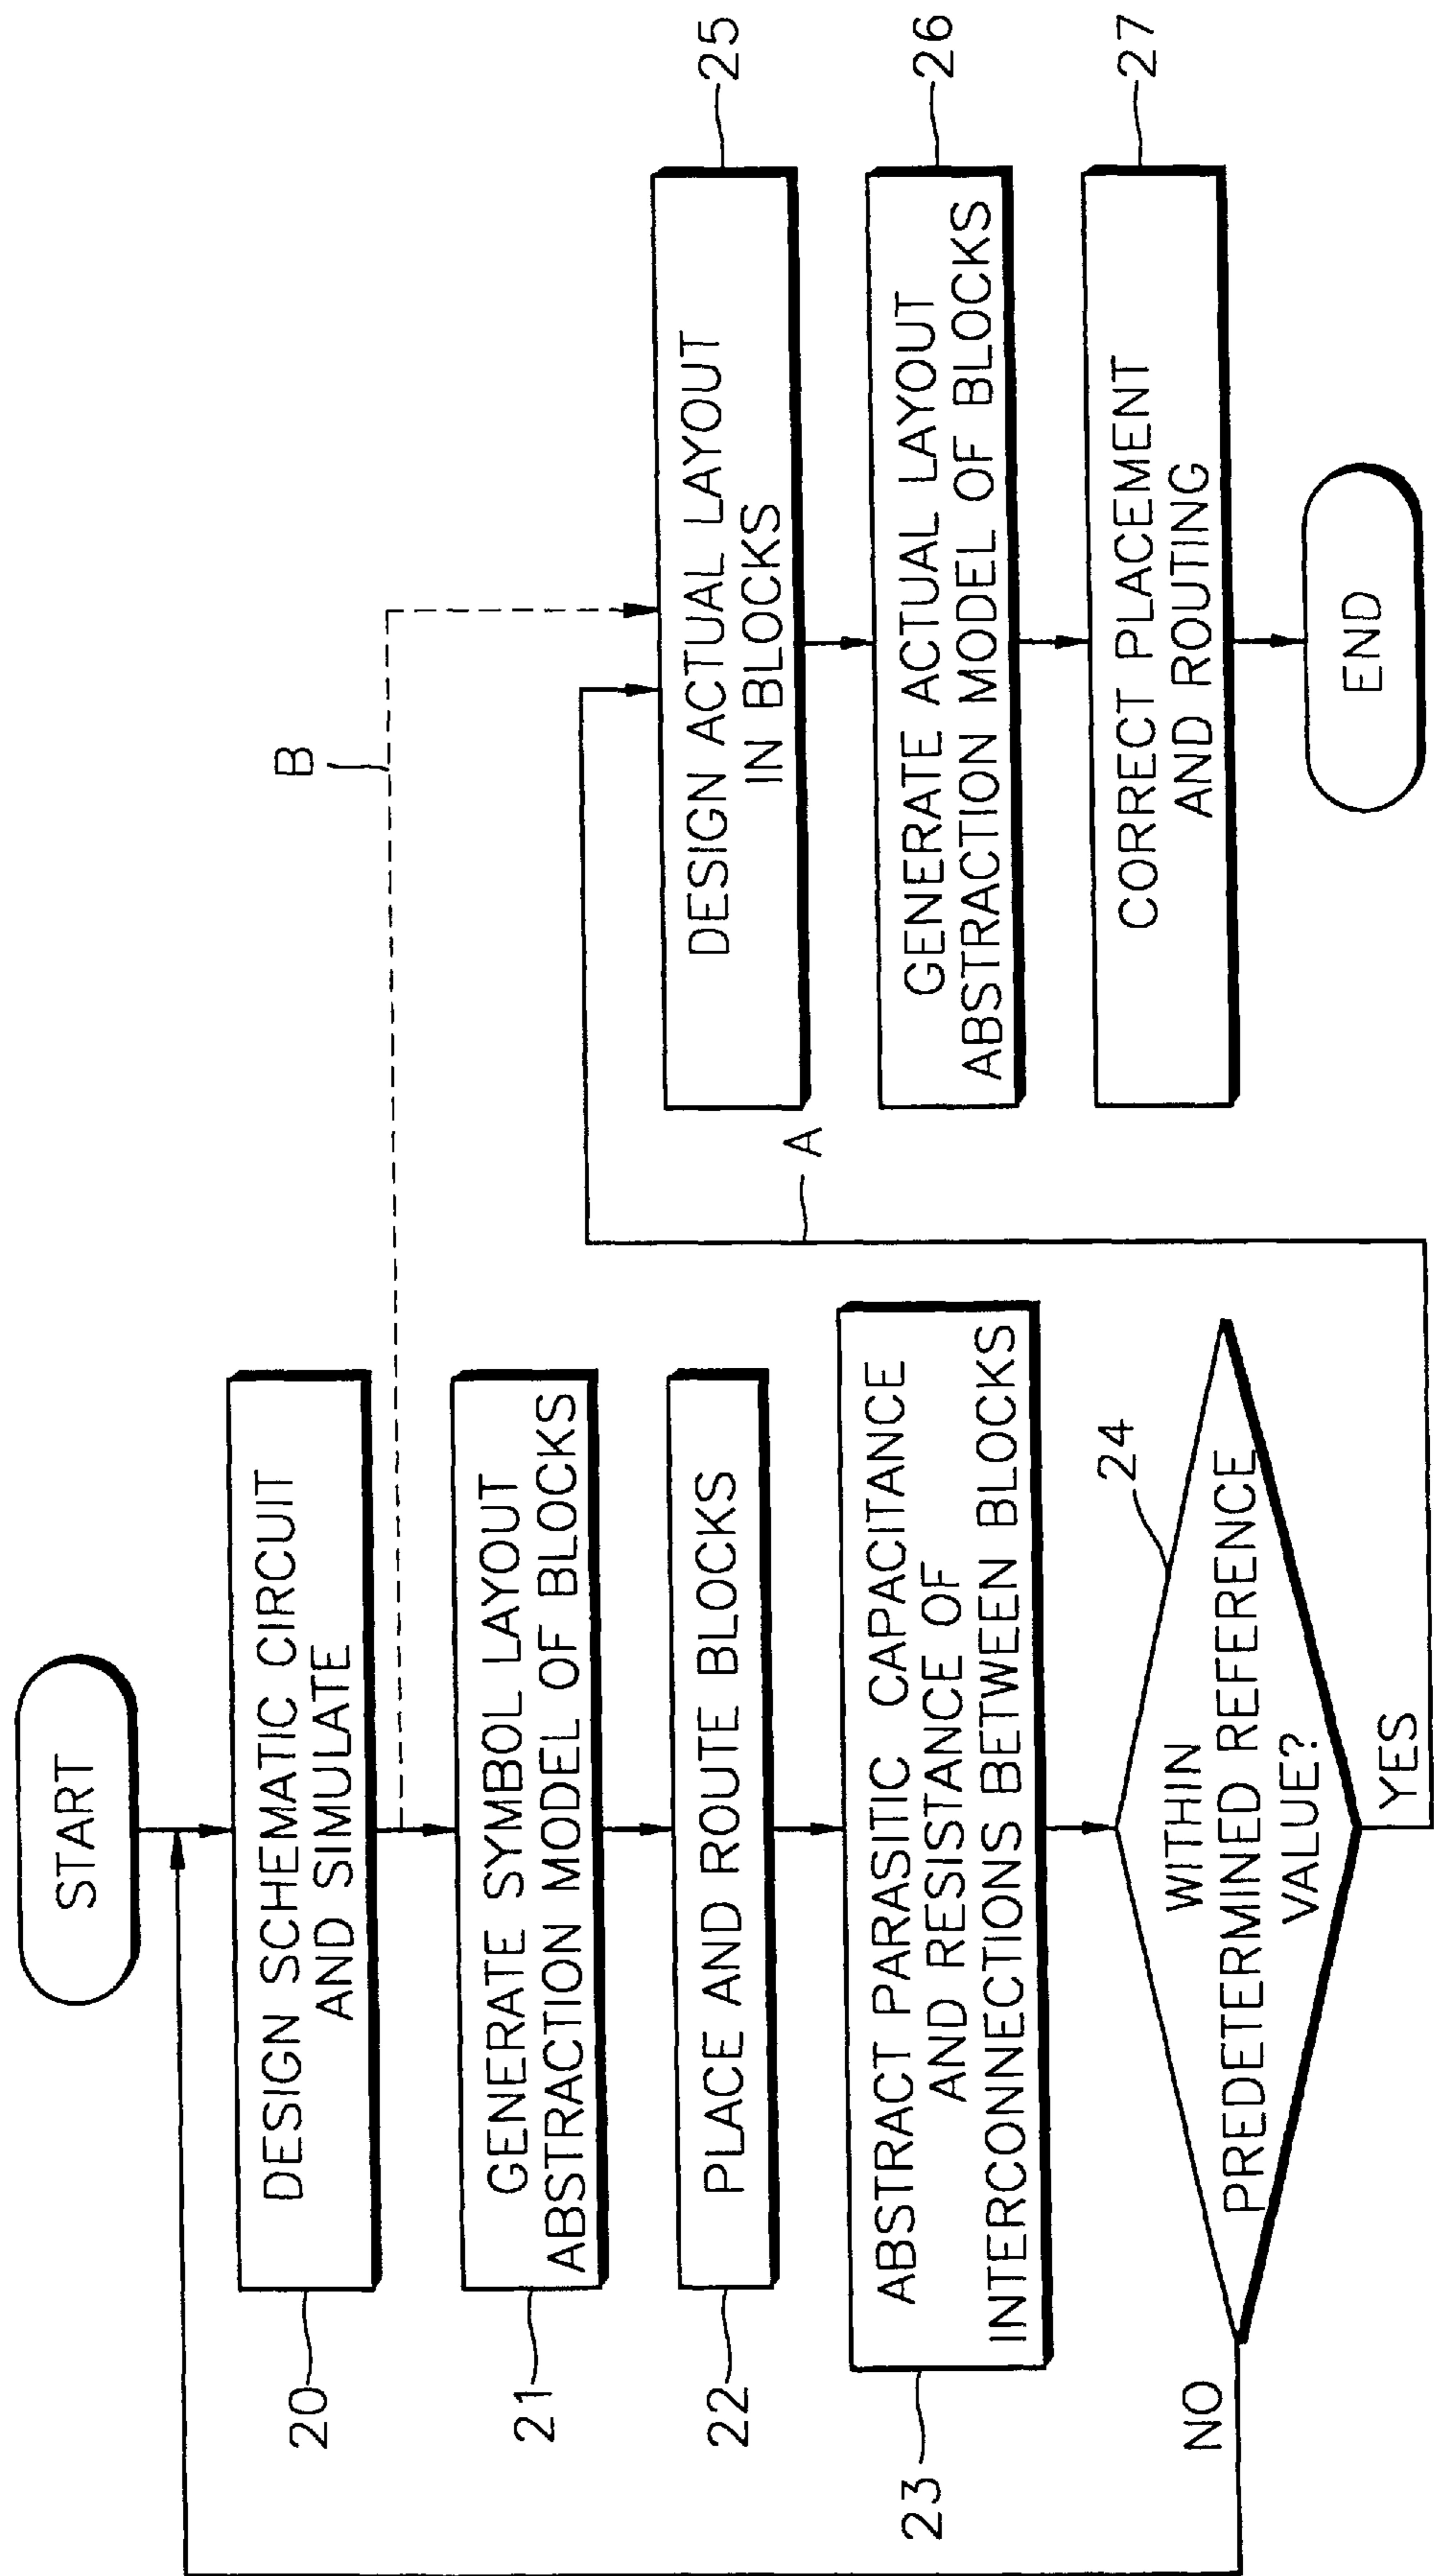 START
DESIGN SCHEMATIC CIRCUIT
AND SIMULATE
20
B
GENERATE SYMBOL LAYOUT
ABSTRACTION MODEL OF BLOCKS
21
PLACE AND ROUTE BLOCKS
22
ABSTRACT PARASITIC CAPACITANCE
AND RESISTANCE OF
INTERCONNECTIONS BETWEEN BLOCKS
23
WITHIN
PREDETERMINED REFERENCE
VALUE?
24
NO
YES
A
DESIGN ACTUAL LAYOUT
IN BLOCKS
25
GENERATE ACTUAL LAYOUT
ABSTRACTION MODEL OF BLOCKS
26
CORRECT PLACEMENT
AND ROUTING
27
END